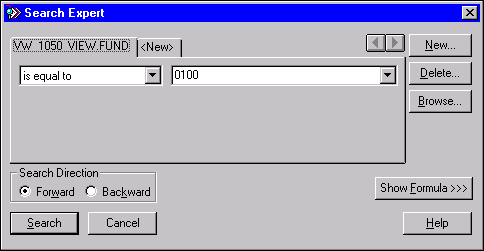 Search Expert
VW_1050_VIEW.FUND
<New>
New...
is equal to
0100
Delete...
Browse...
Search Direction
Forward
Backward
Show Formula >>>
Search
Cancel
Help